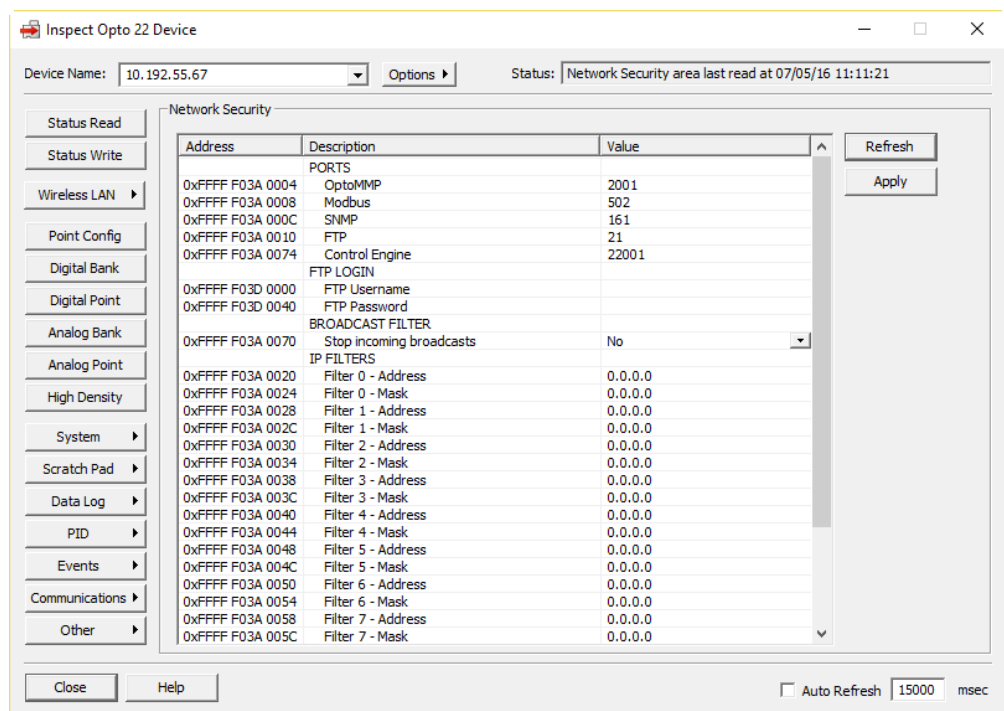 Inspect Opto 22 Device
Device Name: 10.192.55.67 Options Status: Network Security area last read at 07/05/16 11:11:21
Status Read
Status Write
Wireless LAN
Point Config
Digital Bank
Digital Point
Analog Bank
Analog Point
High Density
System
Scratch Pad
Data Log
PID
Events
Communications
Other
Network Security
Address Description Value
PORTS
0xFFFF F03A 0004 OptoMMP 2001
0xFFFF F03A 0008 Modbus 502
0xFFFF F03A 000C SNMP 161
0xFFFF F03A 0010 FTP 21
0xFFFF F03A 0074 Control Engine 22001
FTP LOGIN
0xFFFF F03D 0000 FTP Username
0xFFFF F03D 0040 FTP Password
BROADCAST FILTER
0xFFFF F03A 0070 Stop incoming broadcasts No
IP FILTERS
0xFFFF F03A 0020 Filter 0 - Address 0.0.0.0
0xFFFF F03A 0024 Filter 0 - Mask 0.0.0.0
0xFFFF F03A 0028 Filter 1 - Address 0.0.0.0
0xFFFF F03A 002C Filter 1 - Mask 0.0.0.0
0xFFFF F03A 0030 Filter 2 - Address 0.0.0.0
0xFFFF F03A 0034 Filter 2 - Mask 0.0.0.0
0xFFFF F03A 0038 Filter 3 - Address 0.0.0.0
0xFFFF F03A 003C Filter 3 - Mask 0.0.0.0
0xFFFF F03A 0040 Filter 4 - Address 0.0.0.0
0xFFFF F03A 0044 Filter 4 - Mask 0.0.0.0
0xFFFF F03A 0048 Filter 5 - Address 0.0.0.0
0xFFFF F03A 004C Filter 5 - Mask 0.0.0.0
0xFFFF F03A 0050 Filter 6 - Address 0.0.0.0
0xFFFF F03A 0054 Filter 6 - Mask 0.0.0.0
0xFFFF F03A 0058 Filter 7 - Address 0.0.0.0
0xFFFF F03A 005C Filter 7 - Mask 0.0.0.0
Refresh
Apply
Close Help Auto Refresh 15000 msec